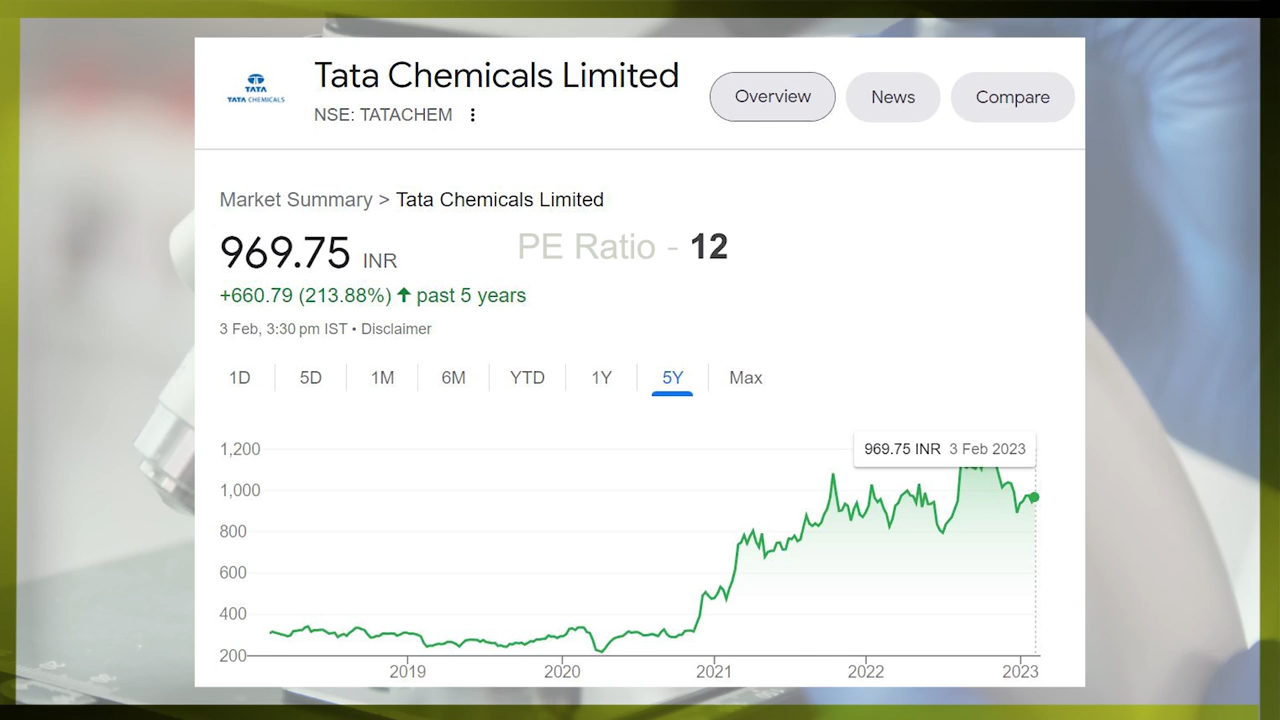 TATA
TATA CHEMICALS
Tata Chemicals Limited
NSE: TATACHEM
Overview
News
Compare
Market Summary > Tata Chemicals Limited
969.75 INR
PE Ratio - 12
+660.79 (213.88%) ↑ past 5 years
3 Feb, 3:30 pm IST • Disclaimer
1D
5D
1M
6M
YTD
1Y
5Y
Max
969.75 INR 3 Feb 2023
1,200
1,000
800
600
400
200
2019
2020
2021
2022
2023